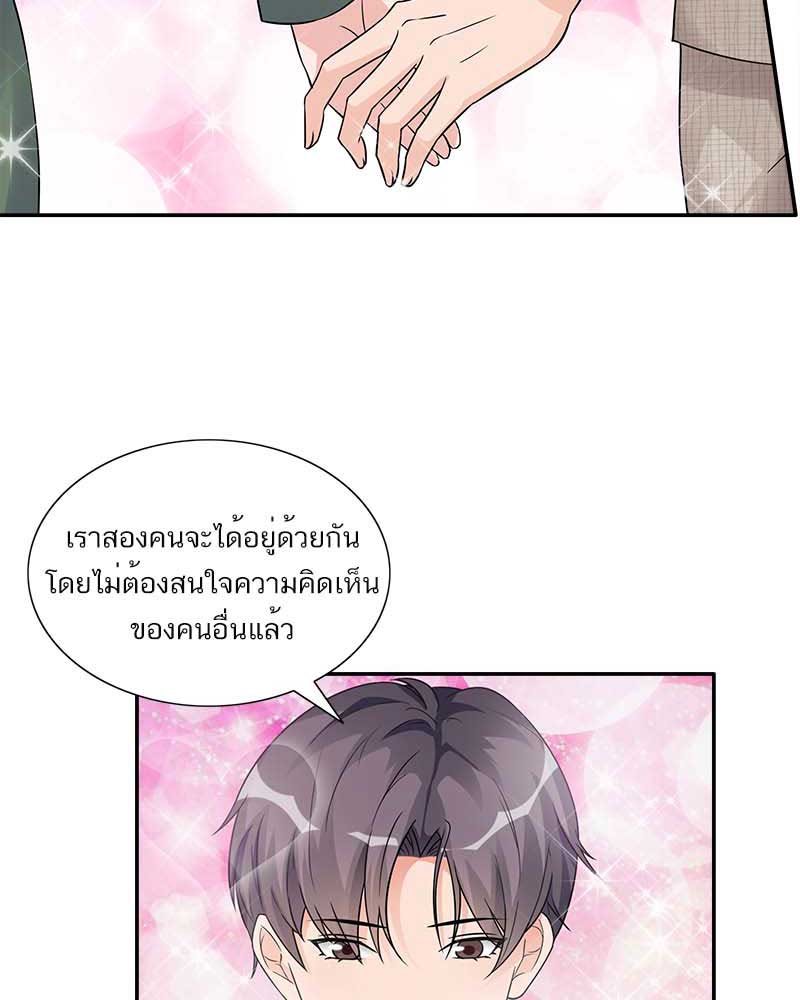 เราสองคนจะได้อยู่ด้วยกัน
โดยไม่ต้องสนใจความคิดเห็น
ของคนอื่นแล้ว